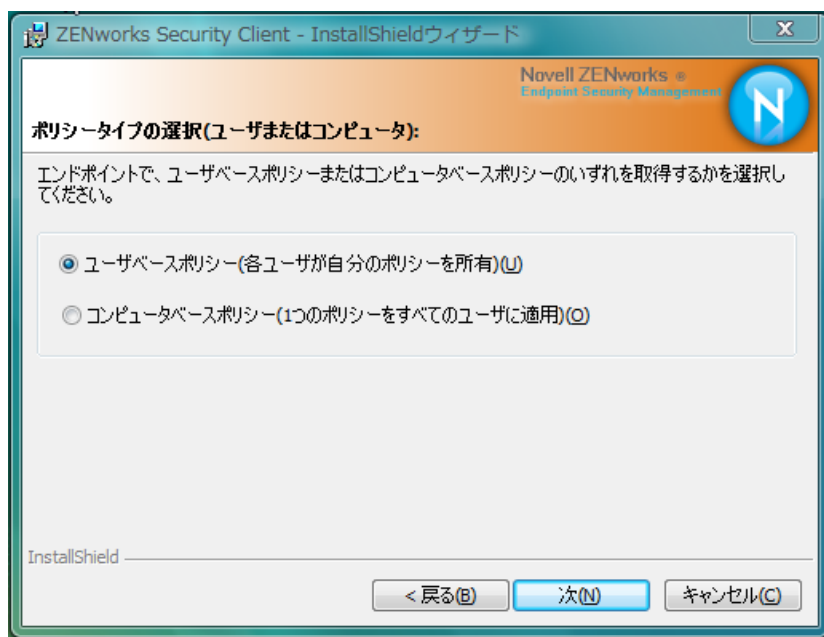 ZENworks Security Client - InstallShieldウィザード
X
Novell ZENworks ®
Endpoint Security Management
N
ポリシータイプの選択(ユーザまたはコンピュータ):
エンドポイントで、ユーザベースポリシーまたはコンピュータベースポリシーのいずれを取得するかを選択し
てください。
ユーザベースポリシー(各ユーザが自分のポリシーを所有)(U)
コンピュータベースポリシー(1つのポリシーをすべてのユーザに適用)(O)
InstallShield
< 戻る(B)
次(N)
キャンセル(C)